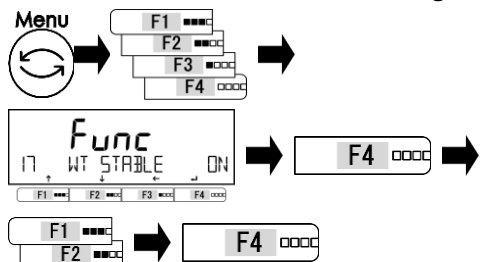 Menu
F1
F2
F3
F4
Func
17 WT STABLE ON
F1 F2 F3 F4
F4
F1
F2
F4